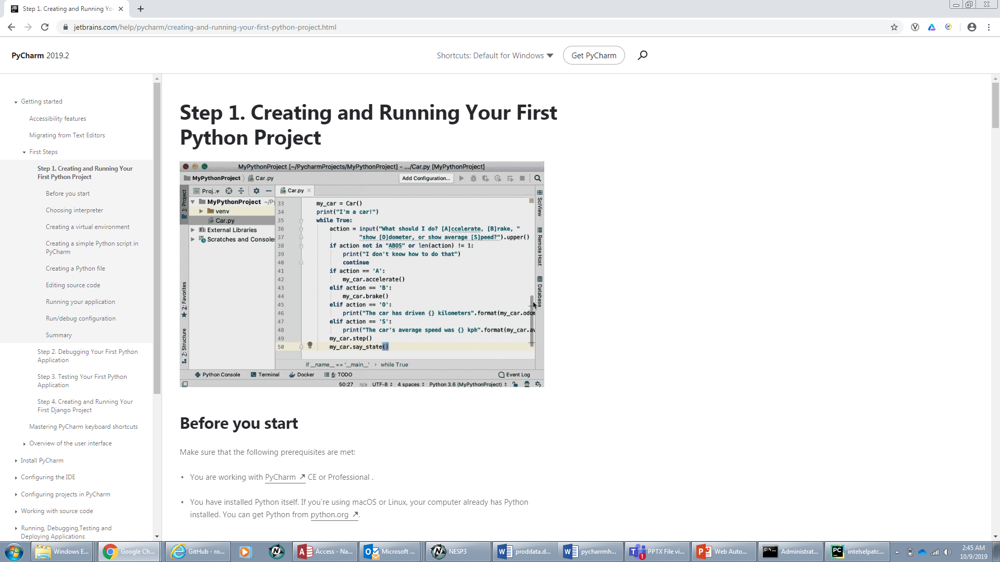 Step 1. Creating and Running Yo
jetbrains.com/help/pycharm/creating-and-running-your-first-python-project.html
PyCharm 2019.2
Shortcuts: Default for Windows
Get PyCharm
Getting started
Accessibility features
Migrating from Text Editors
First Steps
Step 1. Creating and Running Your
First Python Project
Before you start
Choosing interpreter
Creating a virtual environment
Creating a simple Python script in
PyCharm
Creating a Python file
Editing source code
Running your application
Run/debug configuration
Summary
Step 2. Debugging Your First Python
Application
Step 3. Testing Your First Python
Application
Step 4. Creating and Running Your
First Django Project
Mastering PyCharm keyboard shortcuts
Overview of the user interface
Install PyCharm
Configuring the IDE
Configuring projects in PyCharm
Working with source code
Running, Debugging,Testing and
Deploying Applications
Step 1. Creating and Running Your First
Python Project
MyPythonProject [~/PycharmProjects/MyPythonProject] - .../Car.py [MyPythonProject]
MyPythonProject Car.py
Add Configuration...
1: Project
Proj..
Car.py
MyPythonProject ~/Py
venv
Car.py
External Libraries
Scratches and Console
2: Favorites
Z: Structure
33 my_car = Car()
34 print("I'm a car!")
35 while True:
36 action = input("What should I do? [A]ccelerate, [B]rake, "
37 "show [O]dometer, or show average [S]peed?").upper()
38 if action not in "ABOS" or len(action) != 1:
39 print("I don't know how to do that")
40 continue
41 if action == 'A':
42 my_car.accelerate()
43 elif action == 'B':
44 my_car.brake()
45 elif action == 'O':
46 print("The car has driven {} kilometers".format(my_car.odom
47 elif action == 'S':
48 print("The car's average speed was {} kph".format(my_car.av
49 my_car.step()
50 my_car.say_state()
SciView
Remote Host
Database
if __name__ == '__main__' › while True
Python Console Terminal Docker 6: TODO Event Log
50:27 n/a UTF-8 4 spaces Python 3.6 (MyPythonProject)
Before you start
Make sure that the following prerequisites are met:
• You are working with PyCharm CE or Professional .
• You have installed Python itself. If you're using macOS or Linux, your computer already has Python
installed. You can get Python from python.org .
Windows E...
Google Ch...
GitHub - ro...
Access - Na...
Microsoft ...
NESP3
proddata.d...
pycharmh...
PPTX File vi...
Web Auto...
Administrat...
intelselpatc...
2:45 AM
10/9/2019